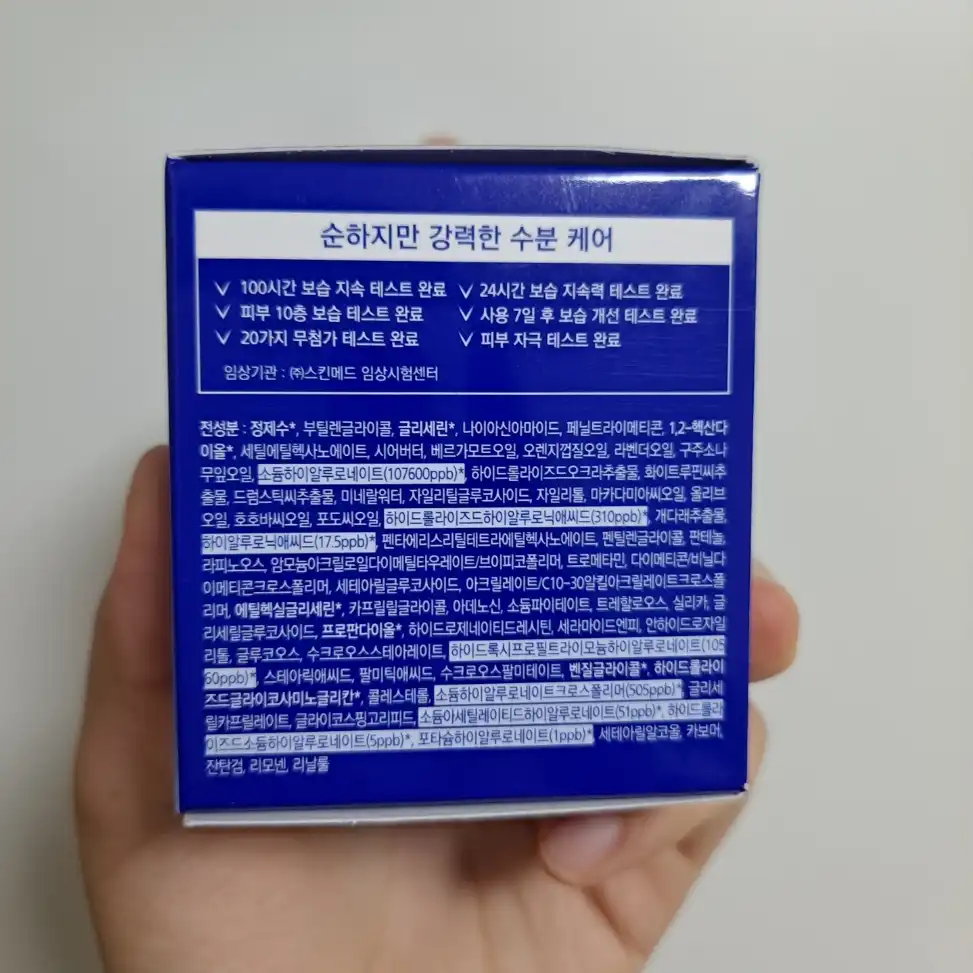 순하지만 강력한 수분 케어
✓ 100시간 보습 지속 테스트 완료 ✓ 24시간 보습 지속력 테스트 완료
✓ 피부 10층 보습 테스트 완료 ✓ 사용 7일 후 보습 개선 테스트 완료
✓ 20가지 무첨가 테스트 완료 ✓ 피부 자극 테스트 완료
임상기관 : ㈜스킨메드 임상시험센터
전성분 : 정제수*, 부틸렌글라이콜, 글리세린*, 나이아신아마이드, 페닐트라이메티콘, 1,2-헥산다
이올*, 세틸에틸헥사노에이트, 시어버터, 베르가모트오일, 오렌지껍질오일, 라벤더오일, 구주소나
무잎오일, 소듐하이알루로네이트(107600ppb)*, 하이드롤라이즈드오크라추출물, 화이트루핀씨추
출물, 드럼스틱씨추출물, 미네랄워터, 자일리틸글루코사이드, 자일리톨, 마카다미아씨오일, 올리브
오일, 호호바씨오일, 포도씨오일, 하이드롤라이즈드하이알루로닉애씨드(310ppb)*, 개다래추출물,
하이알루로닉애씨드(17.5ppb)*, 펜타에리스리틸테트라에틸헥사노에이트, 펜틸렌글라이콜, 판테놀,
라피노오스, 암모늄아크릴로일다이메틸타우레이트/브이피코폴리머, 트로메타민, 다이메티콘/비닐다
이메티콘크로스폴리머, 세테아릴글루코사이드, 아크릴레이트/C10-30알킬아크릴레이트크로스폴
리머, 에틸헥실글리세린*, 카프릴릴글라이콜, 아데노신, 소듐파이테이트, 트레할로오스, 실리카, 글
리세릴글루코사이드, 프로판다이올*, 하이드로제네이티드레시틴, 세라마이드엔피, 안하이드로자일
리톨, 글루코오스, 수크로오스스테아레이트, 하이드록시프로필트라이모늄하이알루로네이트(105
60ppb)*, 스테아릭애씨드, 팔미틱애씨드, 수크로오스팔미테이트, 벤질글라이콜*, 하이드롤라이
즈드글라이코사미노글리칸*, 콜레스테롤, 소듐하이알루로네이트크로스폴리머(505ppb)*, 글리세
릴카프릴레이트, 글라이코스핑고리피드, 소듐아세틸레이티드하이알루로네이트(51ppb)*, 하이드롤라
이즈드소듐하이알루로네이트(5ppb)*, 포타슘하이알루로네이트(1ppb)*, 세테아릴알코올, 카보머,
잔탄검, 리모넨, 리날룰